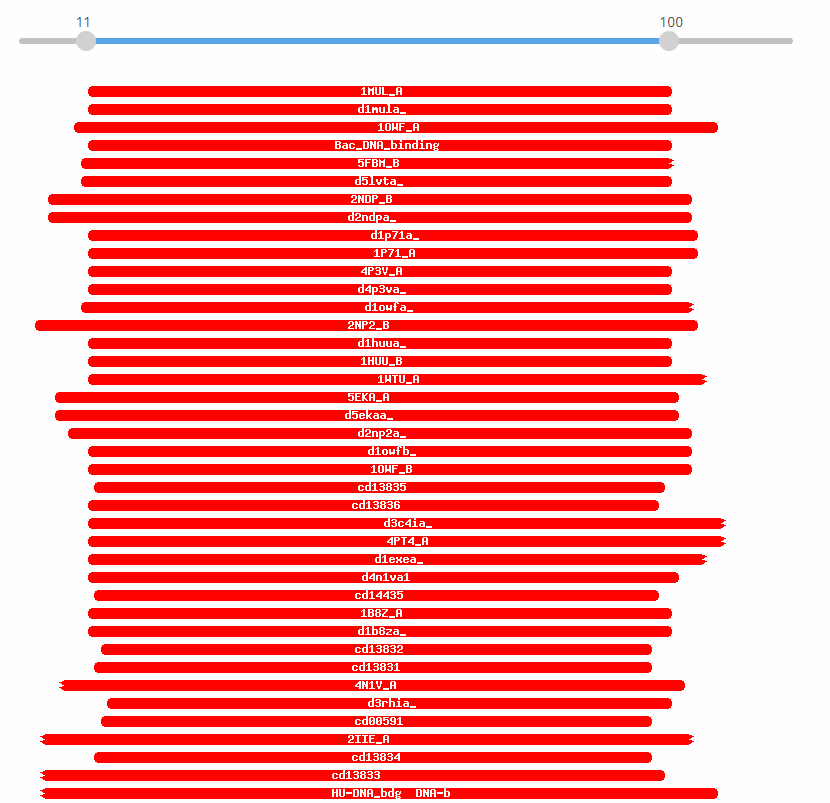 11 100
1MUL_A
d1mula_
1OWF_A
Bac_DNA_binding
5FBM_B
d5lvta_
2NDP_B
d2ndpa_
d1p71a_
1P71_A
4P3V_A
d4p3va_
d1owfa_
2NP2_B
d1huua_
1HUU_B
1WTU_A
5EKA_A
d5ekaa_
d2np2a_
d1owfb_
1OWF_B
cd13835
cd13836
d3c4ia_
4PT4_A
d1exea_
d4n1va1
cd14435
1B8Z_A
d1b8za_
cd13832
cd13831
4N1V_A
d3rhia_
cd00591
2IIE_A
cd13834
cd13833
HU-DNA_bdg DNA-b